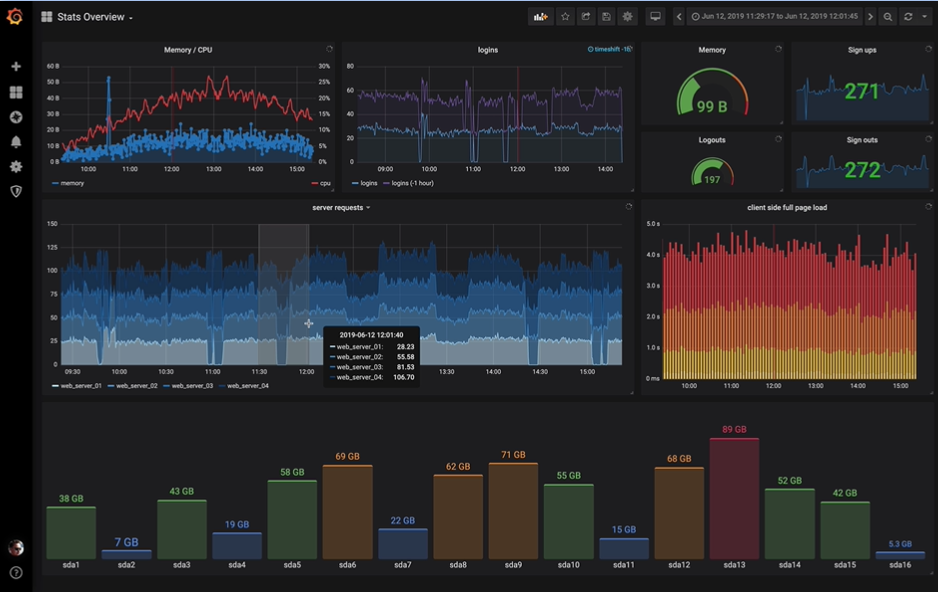 Stats Overview
Jun 12, 2019 11:29:17 to Jun 12, 2019 12:01:45
Memory / CPU
60 B
50 B
40 B
30 B
20 B
10 B
0 B
30%
25%
20%
15%
10%
5%
0%
10:00 11:00 12:00 13:00 14:00 15:00
memory cpu
logins
timeshift -1h
80
60
40
20
0
09:00 10:00 11:00 12:00 13:00 14:00
logins logins (-1 hour)
Memory
99 B
Sign ups
271
Logouts
197
Sign outs
272
server requests
150
125
100
75
50
25
0
09:30 10:00 10:30 11:00 11:30 12:00 13:30 14:00 14:30 15:00
web_server_01 web_server_02 web_server_03 web_server_04
2019-06-12 12:01:40
web_server_01: 28.23
web_server_02: 55.58
web_server_03: 81.53
web_server_04: 106.70
client side full page load
5.0 s
4.0 s
3.0 s
2.0 s
1.0 s
0 ms
10:00 11:00 12:00 13:00 14:00 15:00
38 GB
7 GB
43 GB
19 GB
58 GB
69 GB
22 GB
62 GB
71 GB
55 GB
15 GB
68 GB
89 GB
52 GB
42 GB
5.3 GB
sda1 sda2 sda3 sda4 sda5 sda6 sda7 sda8 sda9 sda10 sda11 sda12 sda13 sda14 sda15 sda16